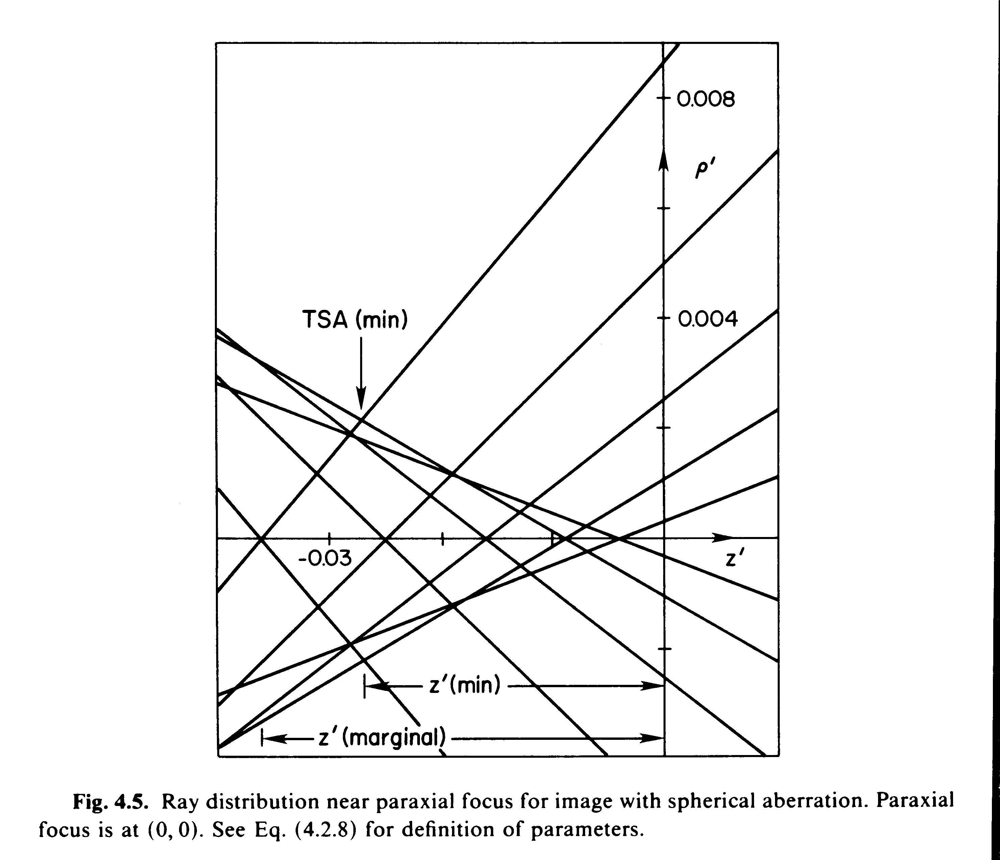 0.008
ρ′
TSA (min)
0.004
-0.03
z′
z′(min)
z′(marginal)
Fig. 4.5. Ray distribution near paraxial focus for image with spherical aberration. Paraxial
focus is at (0, 0). See Eq. (4.2.8) for definition of parameters.